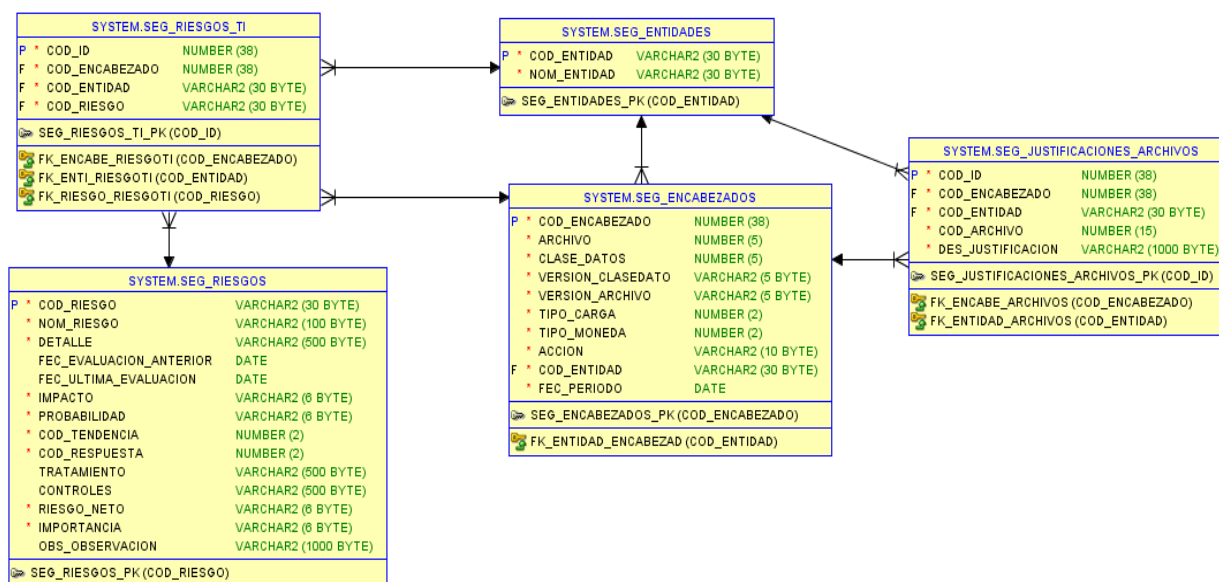 SYSTEM.SEG_RIESGOS_TI
P * COD_ID NUMBER (38)
F * COD_ENCABEZADO NUMBER (38)
F * COD_ENTIDAD VARCHAR2 (30 BYTE)
F * COD_RIESGO VARCHAR2 (30 BYTE)
SEG_RIESGOS_TI_PK (COD_ID)
FK_ENCABE_RIESGOTI (COD_ENCABEZADO)
FK_ENTI_RIESGOTI (COD_ENTIDAD)
FK_RIESGO_RIESGOTI (COD_RIESGO)
SYSTEM.SEG_ENTIDADES
P * COD_ENTIDAD VARCHAR2 (30 BYTE)
* NOM_ENTIDAD VARCHAR2 (30 BYTE)
SEG_ENTIDADES_PK (COD_ENTIDAD)
SYSTEM.SEG_JUSTIFICACIONES_ARCHIVOS
P * COD_ID NUMBER (38)
F * COD_ENCABEZADO NUMBER (38)
F * COD_ENTIDAD VARCHAR2 (30 BYTE)
* COD_ARCHIVO NUMBER (15)
* DES_JUSTIFICACION VARCHAR2 (1000 BYTE)
SEG_JUSTIFICACIONES_ARCHIVOS_PK (COD_ID)
FK_ENCABE_ARCHIVOS (COD_ENCABEZADO)
FK_ENTIDAD_ARCHIVOS (COD_ENTIDAD)
SYSTEM.SEG_ENCABEZADOS
P * COD_ENCABEZADO NUMBER (38)
* ARCHIVO NUMBER (5)
* CLASE_DATOS NUMBER (5)
* VERSION_CLASEDATO VARCHAR2 (5 BYTE)
* VERSION_ARCHIVO VARCHAR2 (5 BYTE)
* TIPO_CARGA NUMBER (2)
* TIPO_MONEDA NUMBER (2)
* ACCION VARCHAR2 (10 BYTE)
F * COD_ENTIDAD VARCHAR2 (30 BYTE)
* FEC_PERIODO DATE
SEG_ENCABEZADOS_PK (COD_ENCABEZADO)
FK_ENTIDAD_ENCABEZAD (COD_ENTIDAD)
SYSTEM.SEG_RIESGOS
P * COD_RIESGO VARCHAR2 (30 BYTE)
* NOM_RIESGO VARCHAR2 (100 BYTE)
* DETALLE VARCHAR2 (500 BYTE)
FEC_EVALUACION_ANTERIOR DATE
FEC_ULTIMA_EVALUACION DATE
* IMPACTO VARCHAR2 (6 BYTE)
* PROBABILIDAD VARCHAR2 (6 BYTE)
* COD_TENDENCIA NUMBER (2)
* COD_RESPUESTA NUMBER (2)
TRATAMIENTO VARCHAR2 (500 BYTE)
CONTROLES VARCHAR2 (500 BYTE)
* RIESGO_NETO VARCHAR2 (6 BYTE)
* IMPORTANCIA VARCHAR2 (6 BYTE)
OBS_OBSERVACION VARCHAR2 (1000 BYTE)
SEG_RIESGOS_PK (COD_RIESGO)